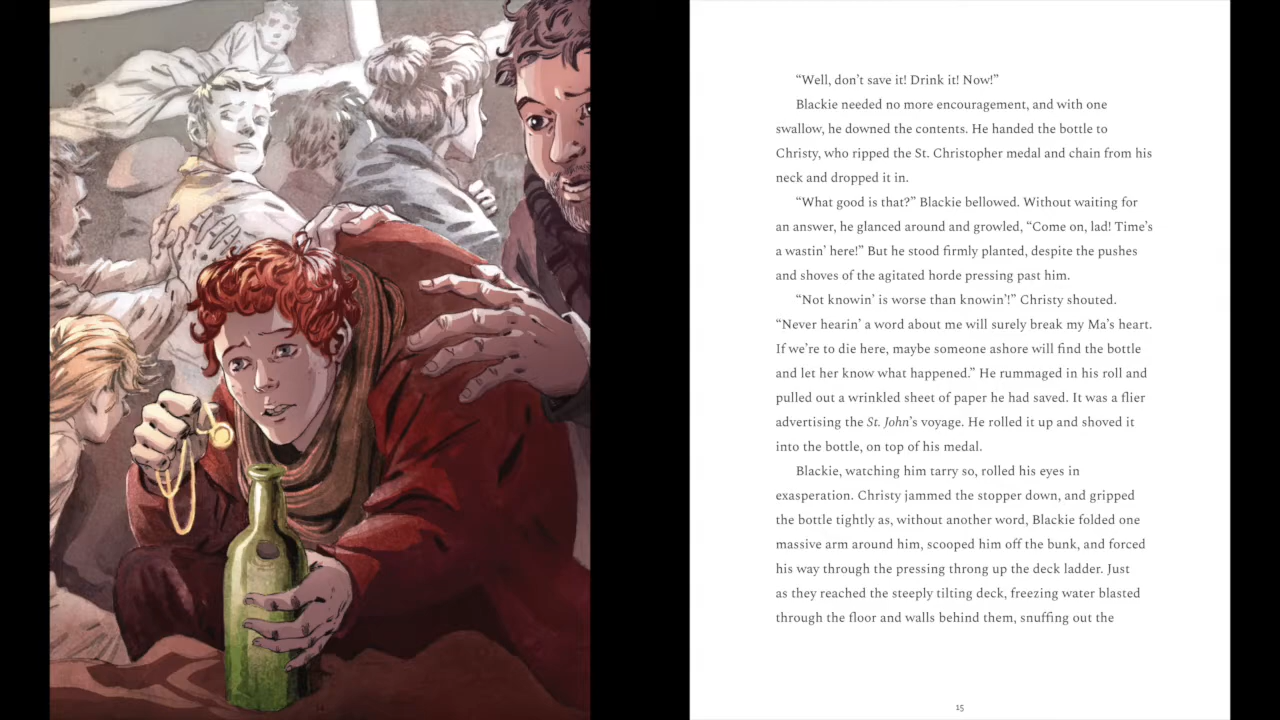 “Well, don’t save it! Drink it! Now!”
Blackie needed no more encouragement, and with one
swallow, he downed the contents. He handed the bottle to
Christy, who ripped the St. Christopher medal and chain from his
neck and dropped it in.
“What good is that?” Blackie bellowed. Without waiting for
an answer, he glanced around and growled, “Come on, lad! Time’s
a wastin’ here!” But he stood firmly planted, despite the pushes
and shoves of the agitated horde pressing past him.
“Not knowin’ is worse than knowin’!” Christy shouted.
“Never hearin’ a word about me will surely break my Ma’s heart.
If we’re to die here, maybe someone ashore will find the bottle
and let her know what happened.” He rummaged in his roll and
pulled out a wrinkled sheet of paper he had saved. It was a flier
advertising the St. John’s voyage. He rolled it up and shoved it
into the bottle, on top of his medal.
Blackie, watching him tarry so, rolled his eyes in
exasperation. Christy jammed the stopper down, and gripped
the bottle tightly as, without another word, Blackie folded one
massive arm around him, scooped him off the bunk, and forced
his way through the pressing throng up the deck ladder. Just
as they reached the steeply tilting deck, freezing water blasted
through the floor and walls behind them, snuffing out the
14
15